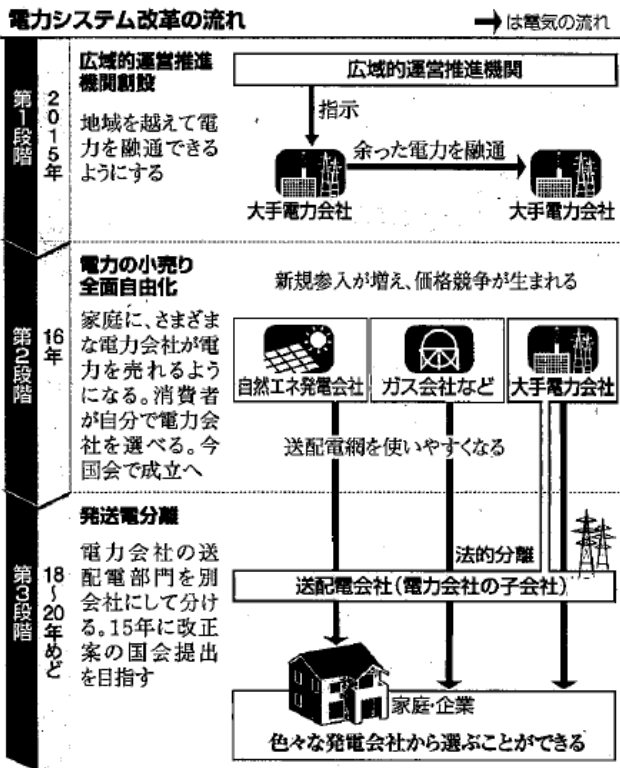 電力システム改革の流れ
→は電気の流れ
第1段階
2015年
広域的運営推進
機関創設
地域を越えて電
力を融通できる
ようにする
広域的運営推進機関
指示
余った電力を融通
大手電力会社
大手電力会社
第2段階
16年
電力の小売り
全面自由化
家庭に、さまざま
な電力会社が電
力を売れるよう
になる。消費者
が自分で電力会
社を選べる。今
国会で成立へ
新規参入が増え、価格競争が生まれる
自然エネ発電会社
ガス会社など
大手電力会社
送配電網を使いやすくなる
第3段階
18〜20年めど
発送電分離
電力会社の送
配電部門を別
会社にして分け
る。15年に改正
案の国会提出
を目指す
法的分離
送配電会社(電力会社の子会社)
家庭・企業
色々な発電会社から選ぶことができる